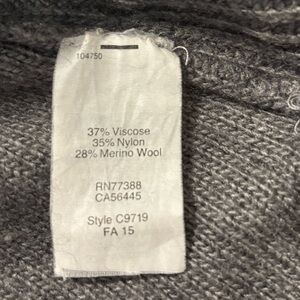 104750
37% Viscose
35% Nylon
28% Merino Wool
RN77388
CA56445
Style C9719
FA 15